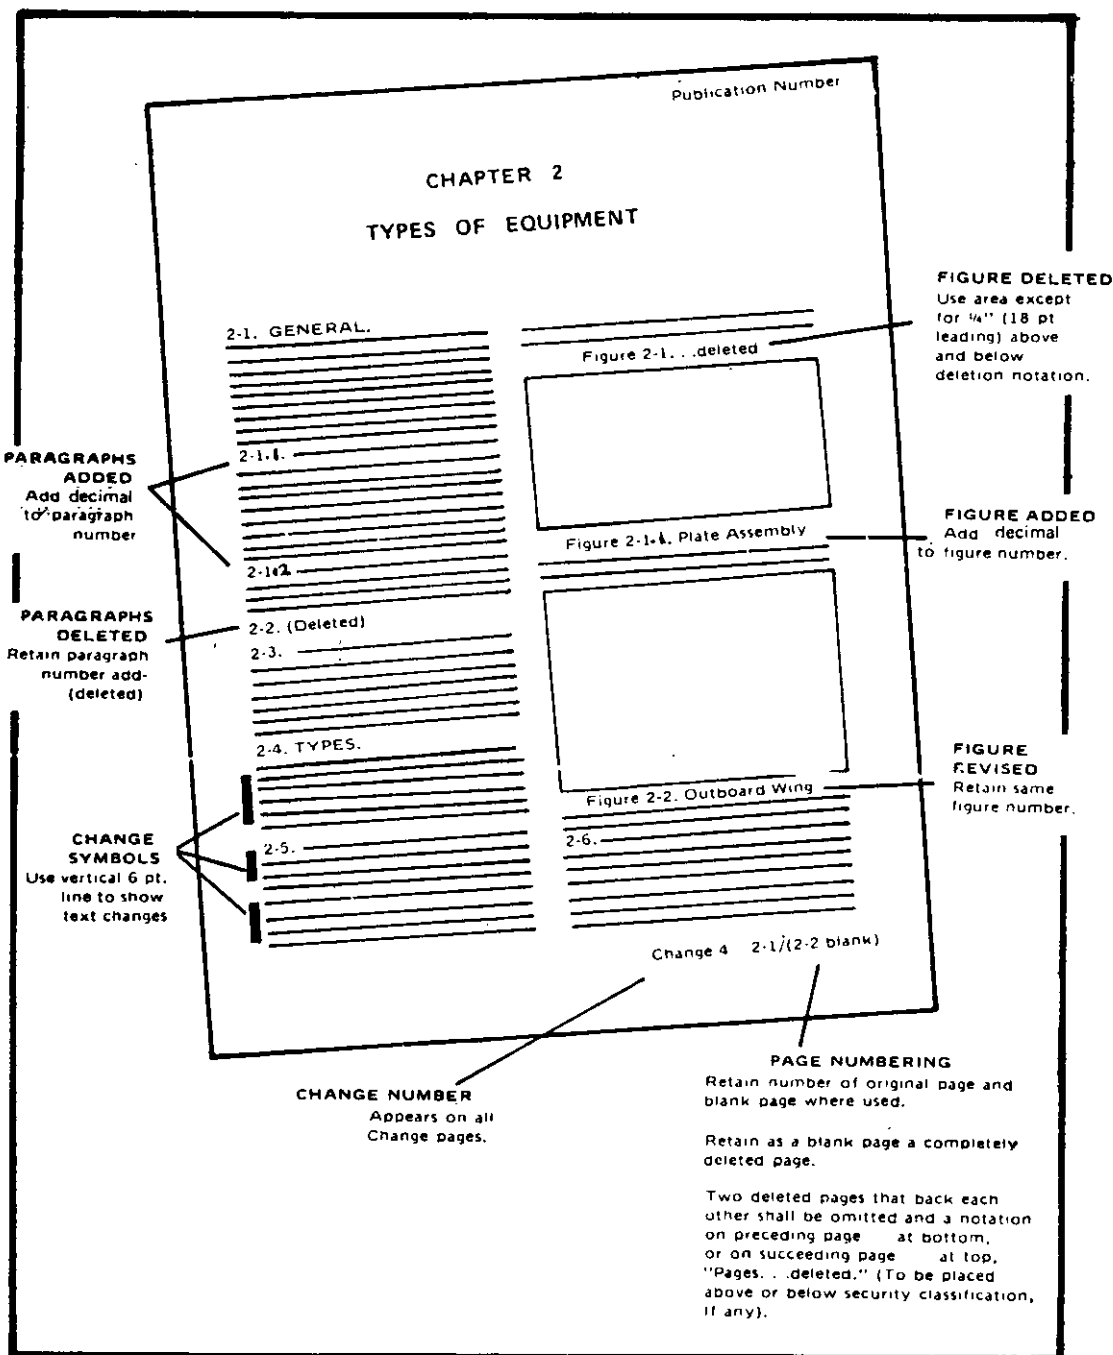 Publication Number
CHAPTER 2
TYPES OF EQUIPMENT
2-1. GENERAL.
2-1.1.
2-1.2
2-2. (Deleted)
2-3.
2-4. TYPES.
2-5.
Figure 2-1. . .deleted
Figure 2-1.1. Plate Assembly
Figure 2-2. Outboard Wing
2-6.
Change 4 2-1/(2-2 blank)
PARAGRAPHS
ADDED
Add decimal
to paragraph
number
PARAGRAPHS
DELETED
Retain paragraph
number add-
(deleted)
CHANGE
SYMBOLS
Use vertical 6 pt.
line to show
text changes
FIGURE DELETED
Use area except
for ¼" (18 pt
leading) above
and below
deletion notation.
FIGURE ADDED
Add decimal
to figure number.
FIGURE
REVISED
Retain same
figure number.
CHANGE NUMBER
Appears on all
Change pages.
PAGE NUMBERING
Retain number of original page and
blank page where used.
Retain as a blank page a completely
deleted page.
Two deleted pages that back each
other shall be omitted and a notation
on preceding page at bottom,
or on succeeding page at top,
"Pages. . .deleted." (To be placed
above or below security classification,
if any).